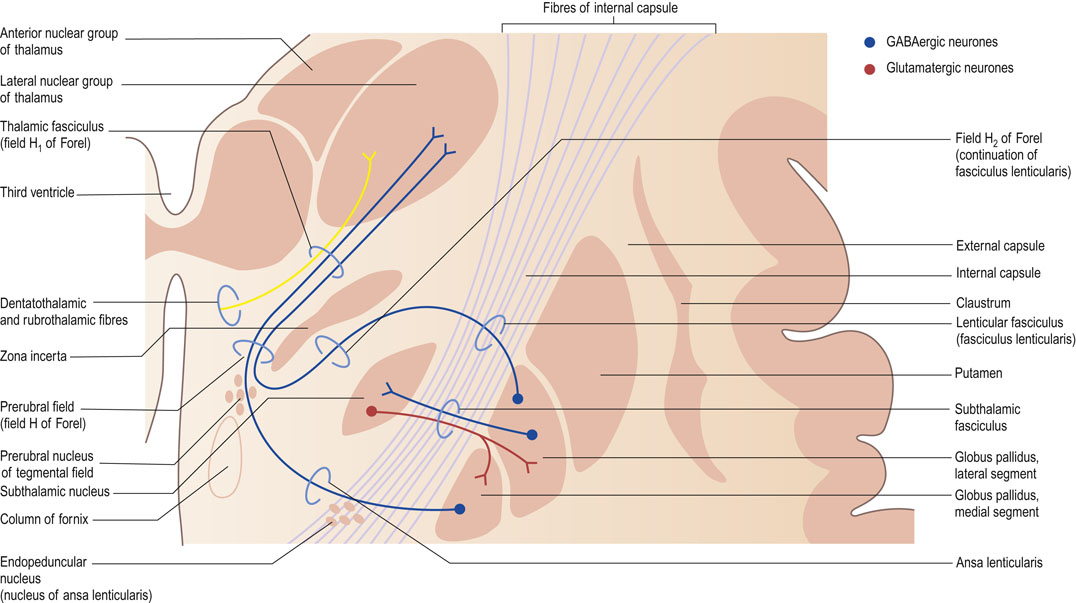 Fibres of internal capsule
GABAergic neurones
Glutamatergic neurones
Anterior nuclear group
of thalamus
Lateral nuclear group
of thalamus
Thalamic fasciculus
(field H1 of Forel)
Third ventricle
Dentatothalamic
and rubrothalamic fibres
Zona incerta
Prerubral field
(field H of Forel)
Prerubral nucleus
of tegmental field
Subthalamic nucleus
Column of fornix
Endopeduncular
nucleus
(nucleus of ansa lenticularis)
Field H2 of Forel
(continuation of
fasciculus lenticularis)
External capsule
Internal capsule
Claustrum
Lenticular fasciculus
(fasciculus lenticularis)
Putamen
Subthalamic
fasciculus
Globus pallidus,
lateral segment
Globus pallidus,
medial segment
Ansa lenticularis